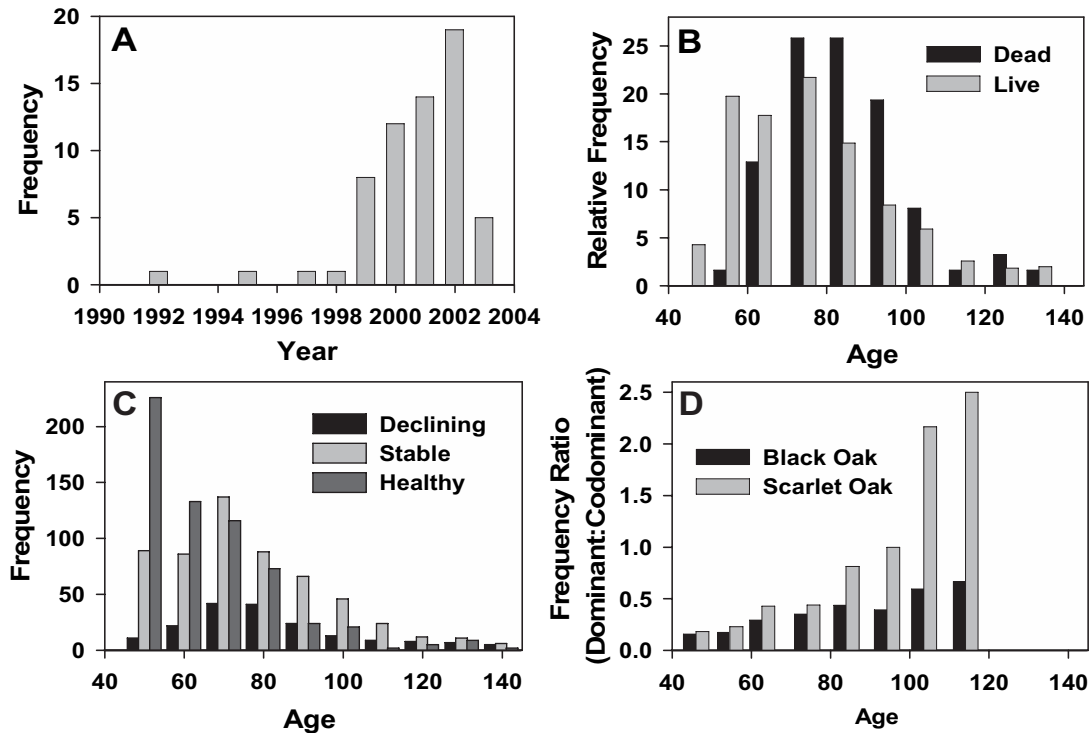 A
Frequency
20
15
10
5
0
1990 1992 1994 1996 1998 2000 2002 2004
Year
B
Dead
Live
Relative Frequency
25
20
15
10
5
0
40 60 80 100 120 140
Age
C
Declining
Stable
Healthy
Frequency
200
150
100
50
0
40 60 80 100 120 140
Age
D
Black Oak
Scarlet Oak
Frequency Ratio
(Dominant:Codominant)
2.5
2.0
1.5
1.0
0.5
0.0
40 60 80 100 120 140
Age